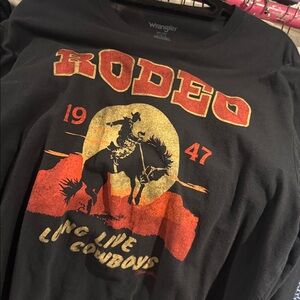 Wrangler
RODEO
19 47
LONG LIVE
COWBOYS